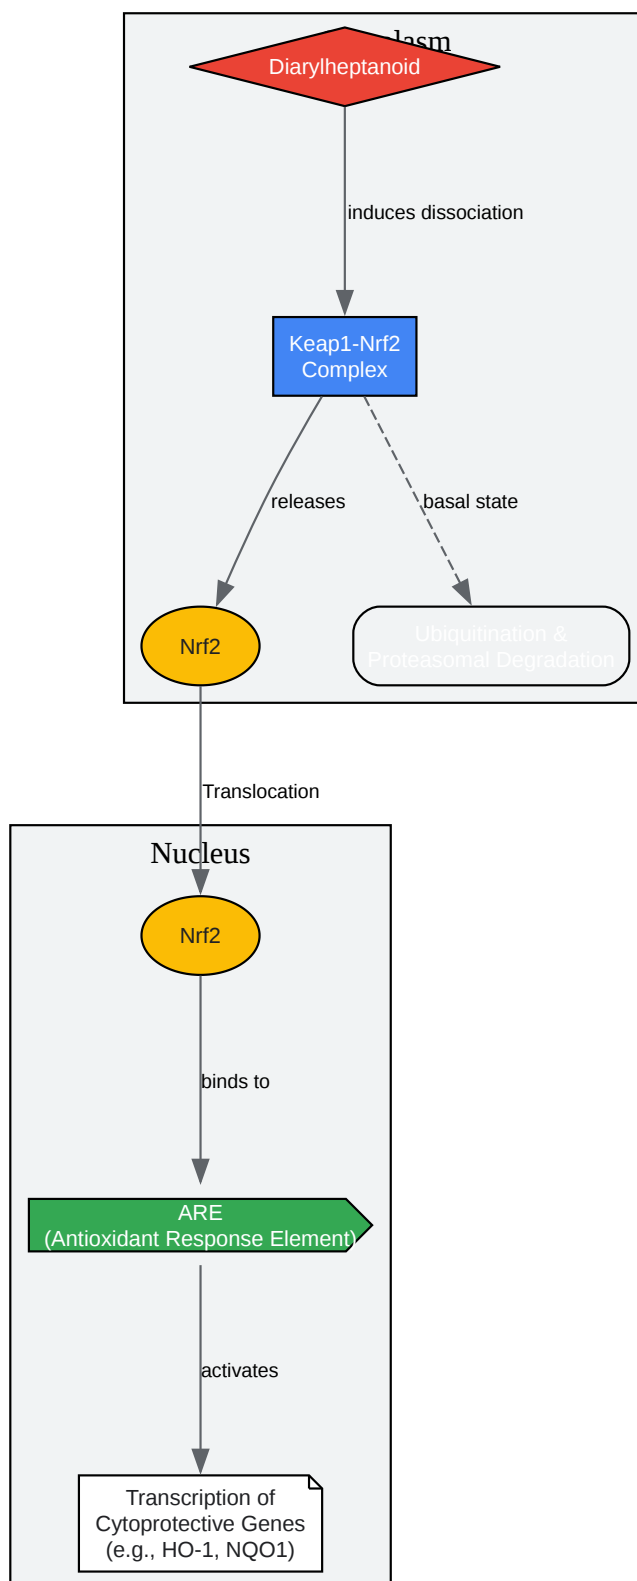 lasm
Diarylheptanoid
induces dissociation
Keap1-Nrf2
Complex
releases
basal state
Nrf2
Ubiquitination &
Proteasomal Degradation
Translocation
Nucleus
Nrf2
binds to
ARE
(Antioxidant Response Element)
activates
Transcription of
Cytoprotective Genes
(e.g., HO-1, NQO1)